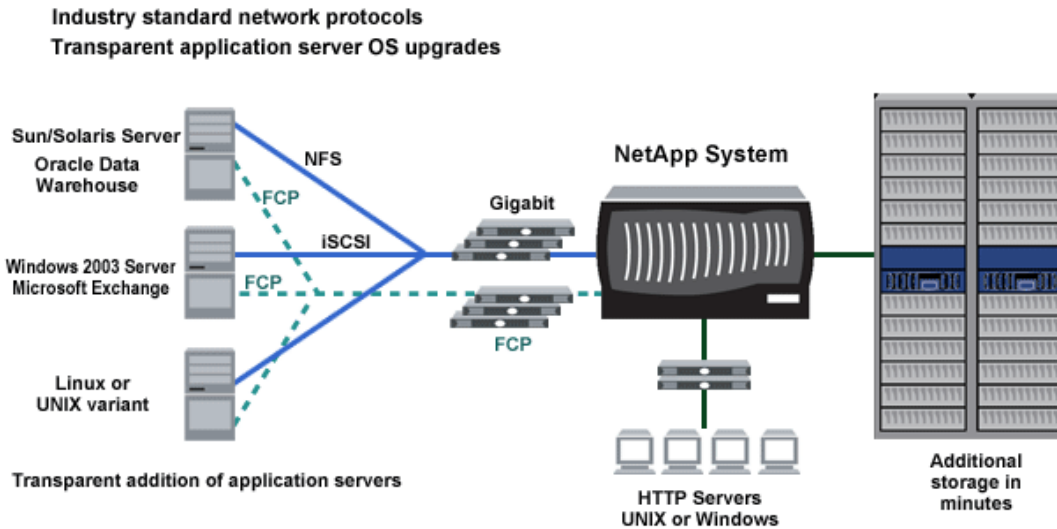 Industry standard network protocols
Transparent application server OS upgrades
Sun/Solaris Server
Oracle Data
Warehouse
NFS
FCP
NetApp System
Gigabit
iSCSI
Windows 2003 Server
Microsoft Exchange
FCP
FCP
Linux or
UNIX variant
Transparent addition of application servers
HTTP Servers
UNIX or Windows
Additional
storage in
minutes